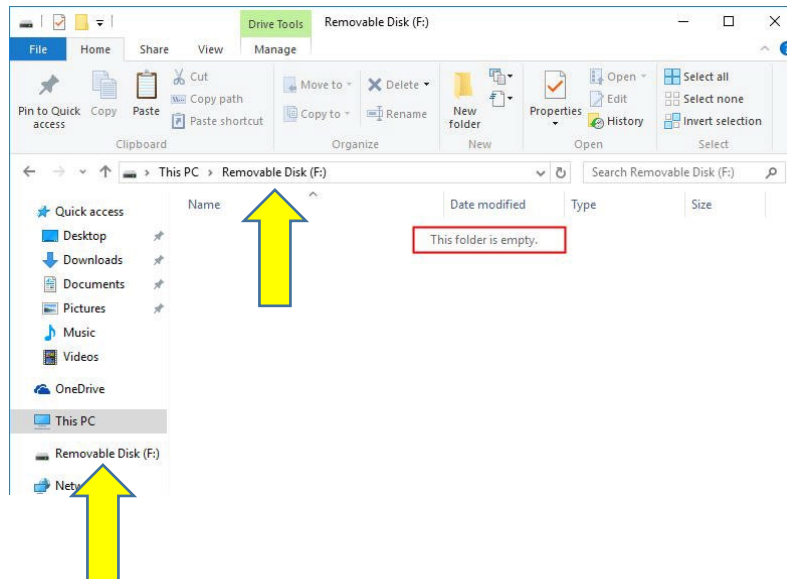 Drive Tools Removable Disk (F:)
File Home Share View Manage
Pin to Quick access
Copy
Paste
Cut
Copy path
Paste shortcut
Clipboard
Move to
Copy to
Delete
Rename
Organize
New folder
New
Properties
Open
Edit
History
Open
Select all
Select none
Invert selection
Select
This PC > Removable Disk (F:)
Search Removable Disk (F:)
Name Date modified Type Size
This folder is empty.
Quick access
Desktop
Downloads
Documents
Pictures
Music
Videos
OneDrive
This PC
Removable Disk (F:)